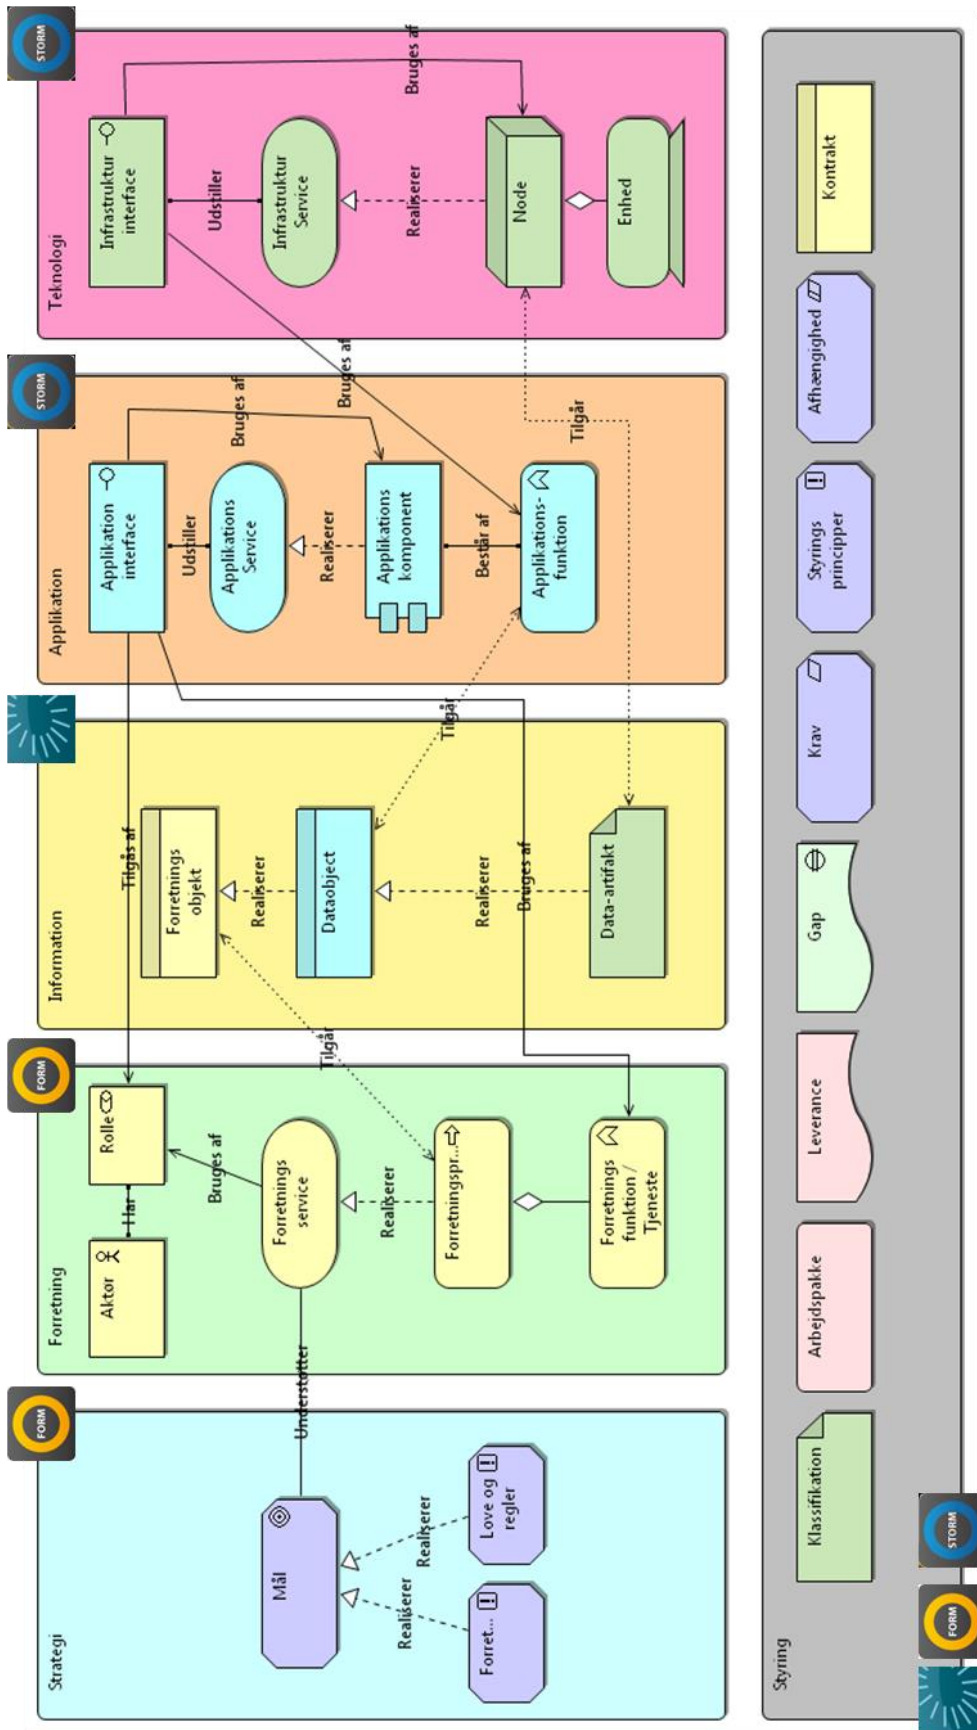 FORM
Strategi
Mål
Realiserer
Realiserer
Forret...
Love og
regler
Understøtter
FORM
Forretning
Aktor
Har
Rolle
Bruges af
Forretnings
service
Realiserer
Forretningspr...
Forretnings
funktion /
Tjeneste
Tilgås af
Tilgår
Information
Forretnings
objekt
Realiserer
Dataobject
Realiserer
Data-artifakt
Bruges af
Tilgår
STORM
Applikation
Applikation
interface
Udstiller
Applikations
Service
Realiserer
Applikations
komponent
Består af
Applikations-
funktion
Bruges af
Bruges af
Tilgår
STORM
Teknologi
Infrastruktur
interface
Udstiller
Infrastruktur
Service
Realiserer
Node
Enhed
Bruges af
Styring
Klassifikation
Arbejdspakke
Leverance
Gap
Krav
Styrings
principper
Afhængighed
Kontrakt
FORM
STORM